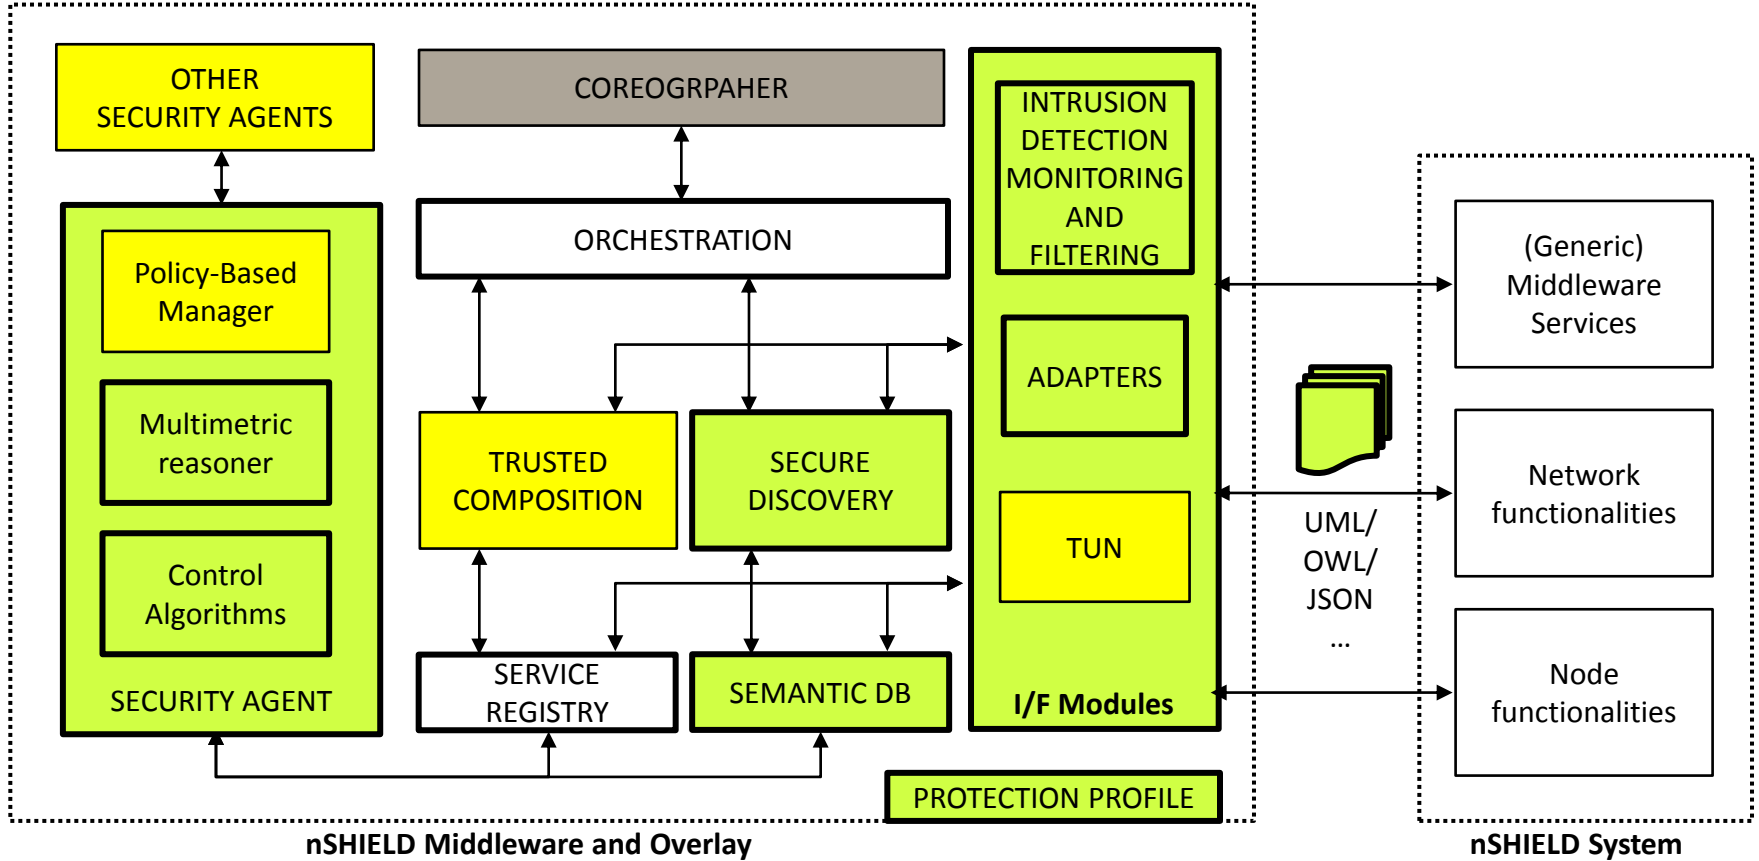 OTHER
SECURITY AGENTS
Policy-Based
Manager
Multimetric
reasoner
Control
Algorithms
SECURITY AGENT
COREOGRPAHER
ORCHESTRATION
TRUSTED
COMPOSITION
SECURE
DISCOVERY
SERVICE
REGISTRY
SEMANTIC DB
INTRUSION
DETECTION
MONITORING
AND
FILTERING
ADAPTERS
TUN
I/F Modules
PROTECTION PROFILE
nSHIELD Middleware and Overlay
UML/
OWL/
JSON
...
(Generic)
Middleware
Services
Network
functionalities
Node
functionalities
nSHIELD System